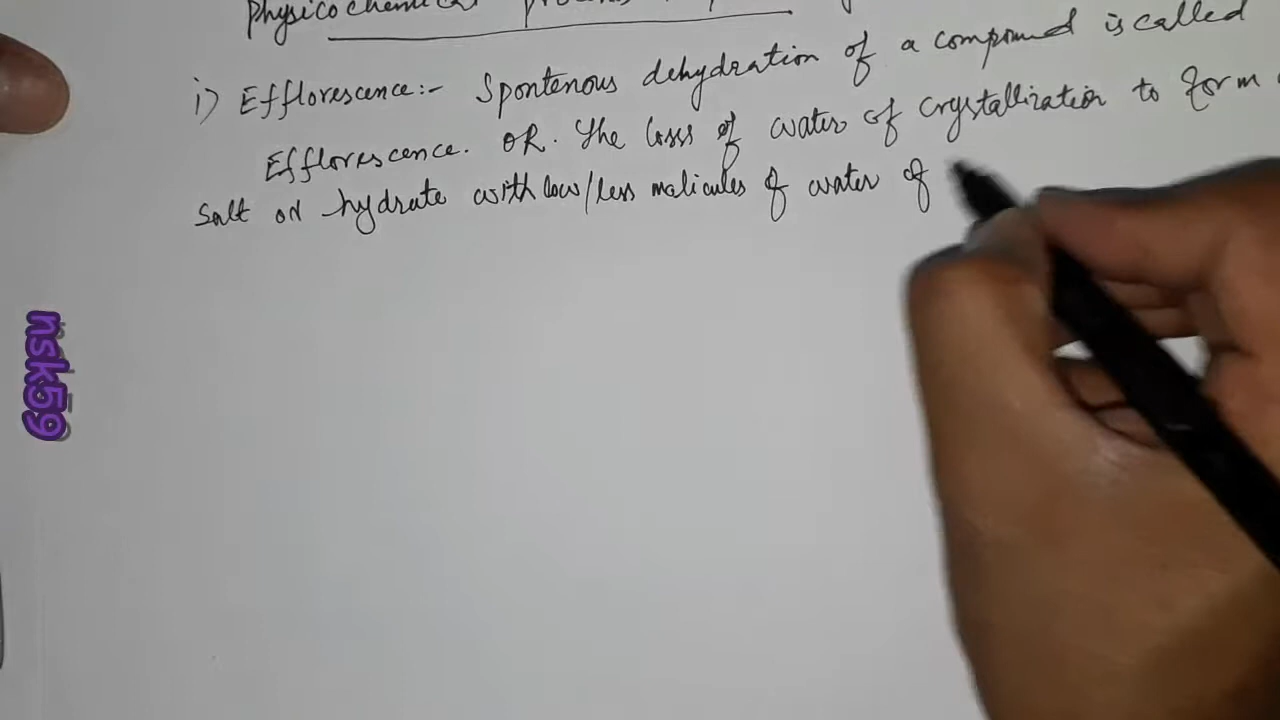 Physicochemical
i) Efflorescence:- Spontenous dehydration of a compound is called
Efflorescence. OR. The losss of water of crystallization to form
Salt or hydrate with low/less malicules of water of
nsk59